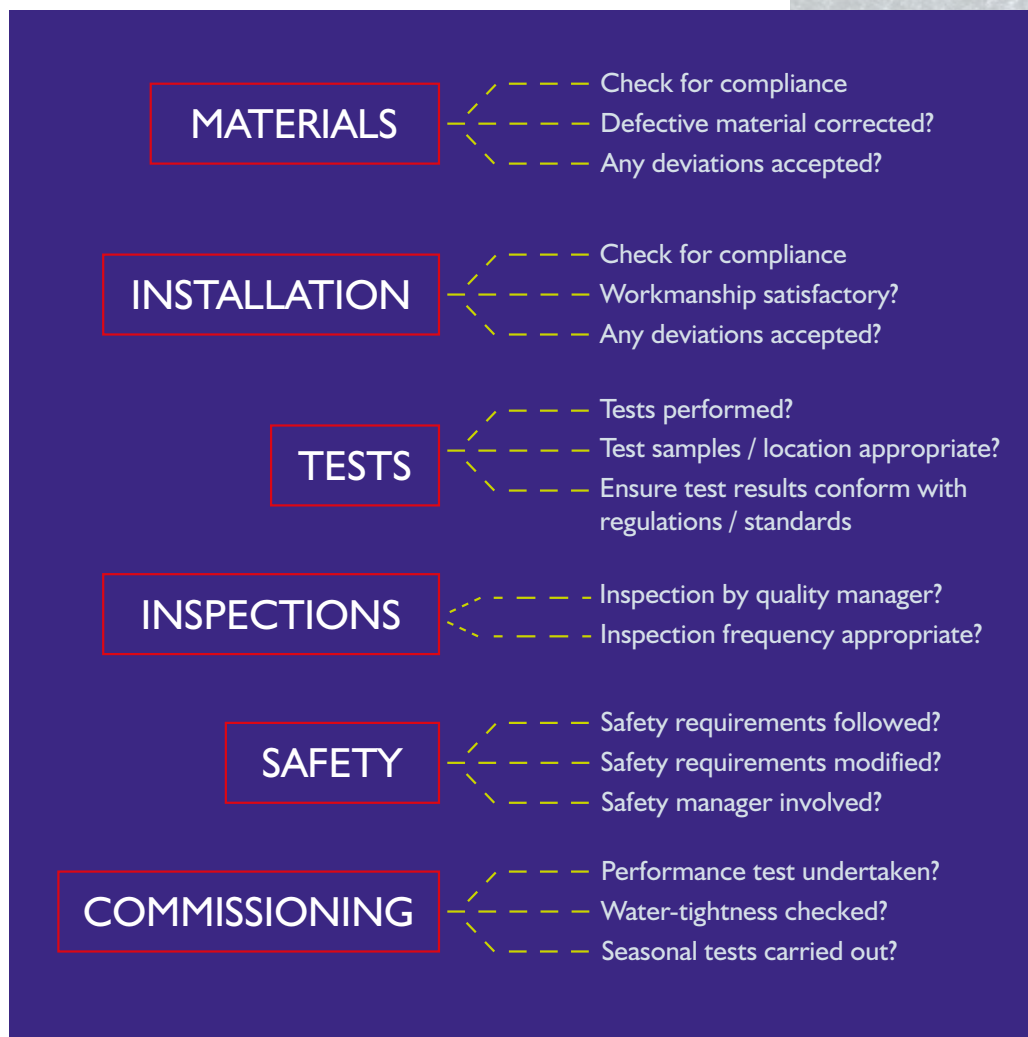 MATERIALS
Check for compliance
Defective material corrected?
Any deviations accepted?
INSTALLATION
Check for compliance
Workmanship satisfactory?
Any deviations accepted?
TESTS
Tests performed?
Test samples / location appropriate?
Ensure test results conform with
regulations / standards
INSPECTIONS
Inspection by quality manager?
Inspection frequency appropriate?
SAFETY
Safety requirements followed?
Safety requirements modified?
Safety manager involved?
COMMISSIONING
Performance test undertaken?
Water-tightness checked?
Seasonal tests carried out?